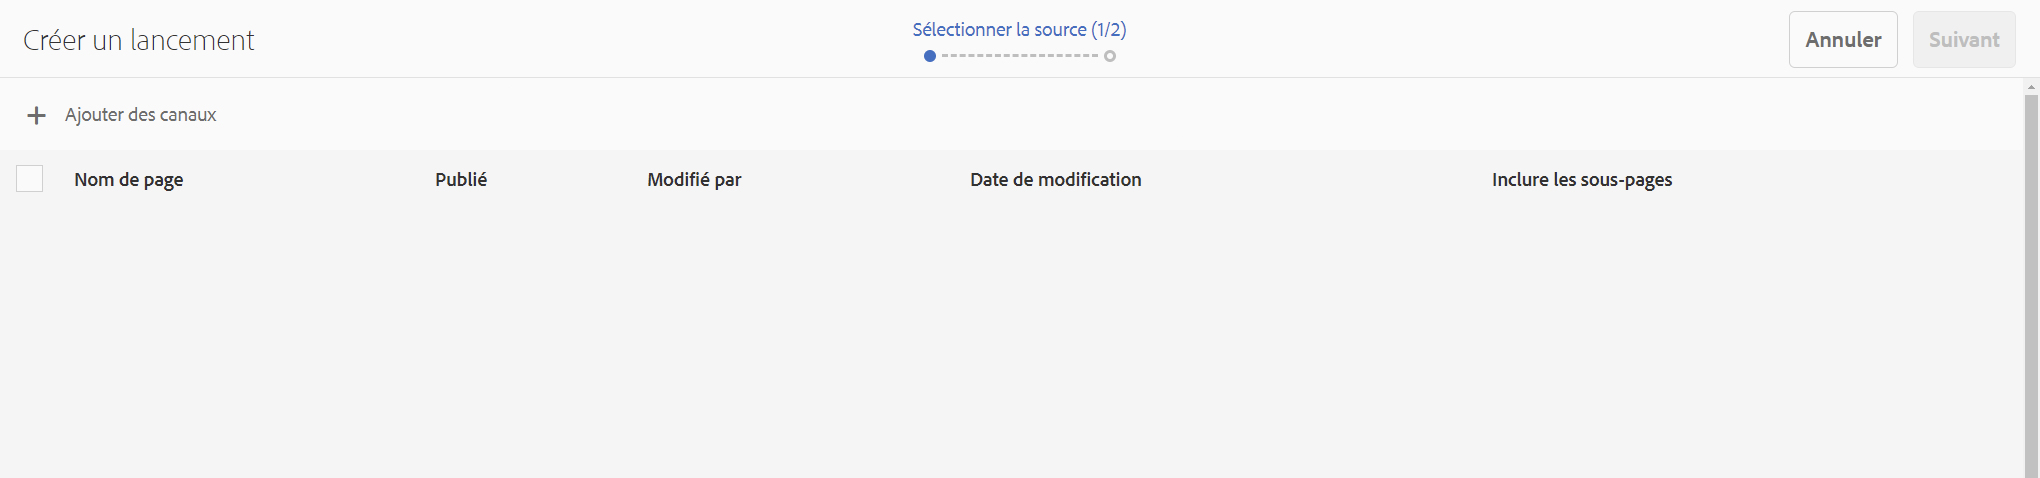 Créer un lancement
Sélectionner la source (1/2)
Annuler
Suivant
Ajouter des canaux
Nom de page
Publié
Modifié par
Date de modification
Inclure les sous-pages